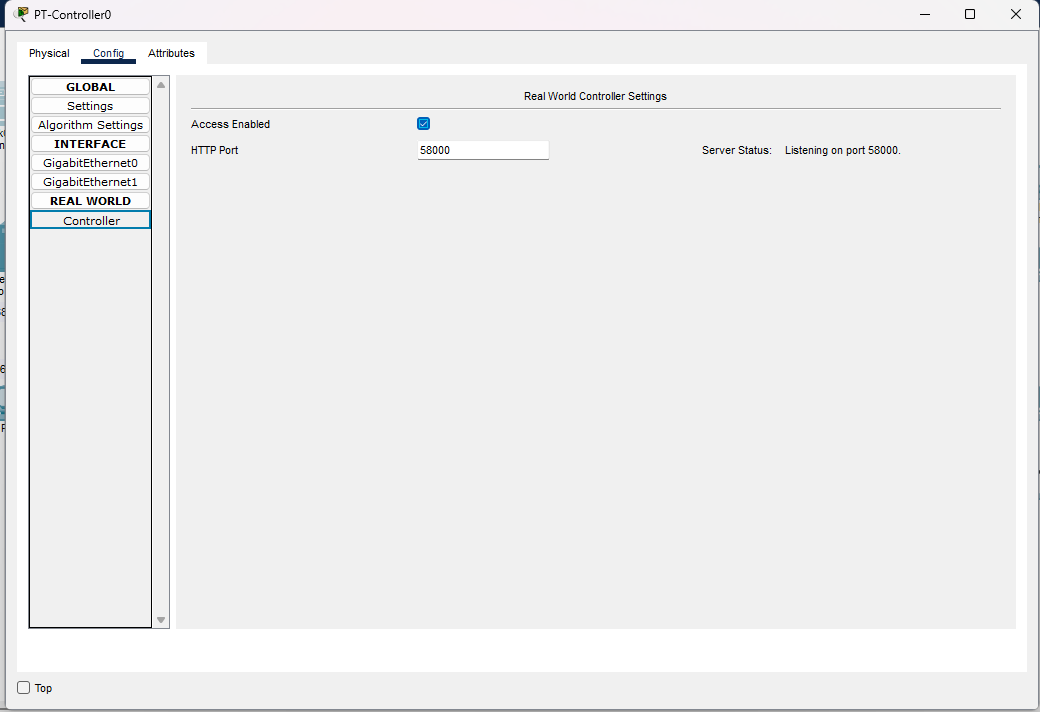 PT-Controller0
Physical Config Attributes
GLOBAL
Settings
Algorithm Settings
INTERFACE
GigabitEthernet0
GigabitEthernet1
REAL WORLD
Controller
Real World Controller Settings
Access Enabled
HTTP Port 58000 Server Status: Listening on port 58000.
Top